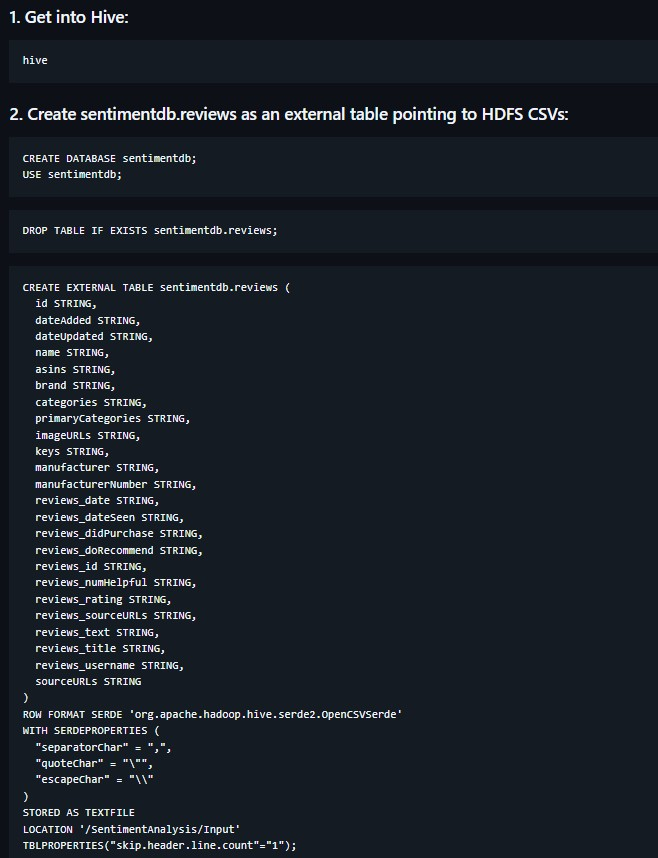 1. Get into Hive:
hive
2. Create sentimentdb.reviews as an external table pointing to HDFS CSVs:
CREATE DATABASE sentimentdb;
USE sentimentdb;
DROP TABLE IF EXISTS sentimentdb.reviews;
CREATE EXTERNAL TABLE sentimentdb.reviews (
  id STRING,
  dateAdded STRING,
  dateUpdated STRING,
  name STRING,
  asins STRING,
  brand STRING,
  categories STRING,
  primaryCategories STRING,
  imageURLs STRING,
  keys STRING,
  manufacturer STRING,
  manufacturerNumber STRING,
  reviews_date STRING,
  reviews_dateSeen STRING,
  reviews_didPurchase STRING,
  reviews_doRecommend STRING,
  reviews_id STRING,
  reviews_numHelpful STRING,
  reviews_rating STRING,
  reviews_sourceURLs STRING,
  reviews_text STRING,
  reviews_title STRING,
  reviews_username STRING,
  sourceURLs STRING
)
ROW FORMAT SERDE 'org.apache.hadoop.hive.serde2.OpenCSVSerde'
WITH SERDEPROPERTIES (
  "separatorChar" = ",",
  "quoteChar" = "\"",
  "escapeChar" = "\\"
)
STORED AS TEXTFILE
LOCATION '/SentimentAnalysis/Input'
TBLPROPERTIES("skip.header.line.count"="1");